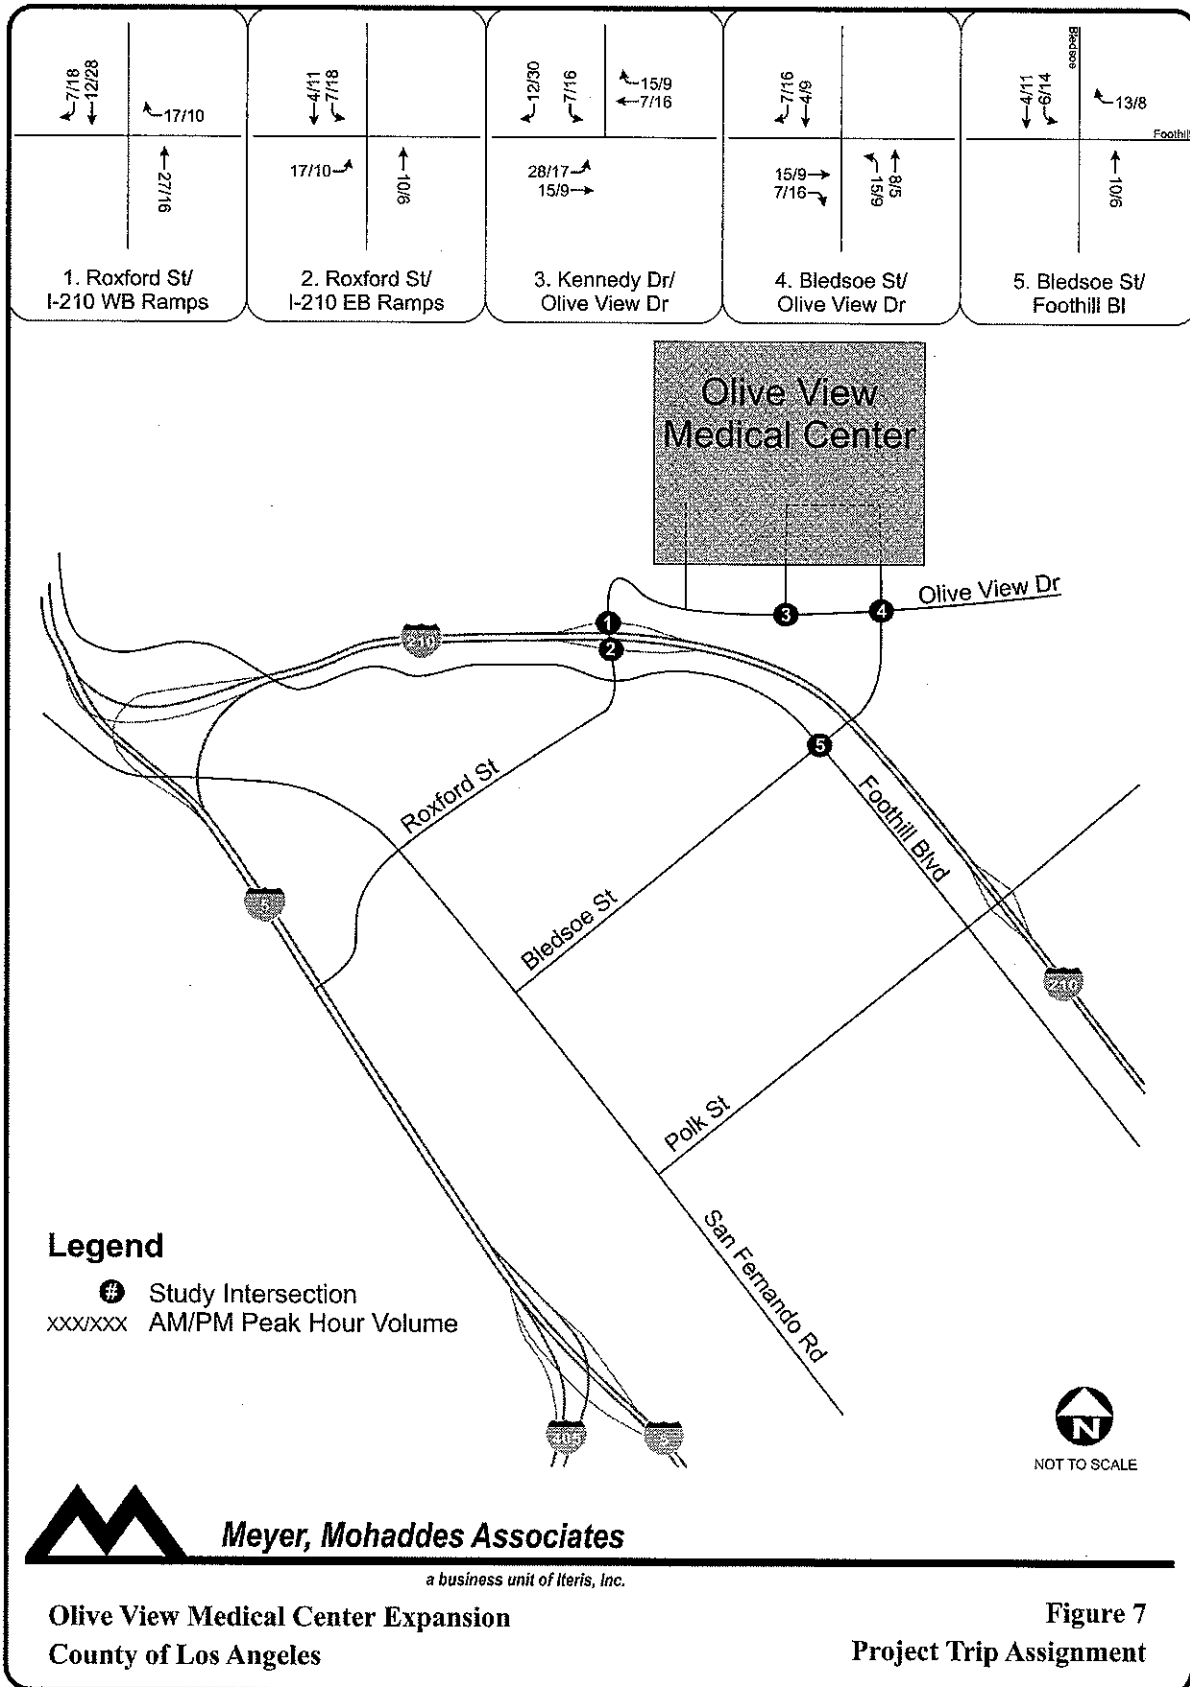 7/18
12/28
17/10
27/16
1. Roxford St/
I-210 WB Ramps
4/11
7/18
17/10
10/6
2. Roxford St/
I-210 EB Ramps
12/30
7/16
15/9
7/16
28/17
15/9
3. Kennedy Dr/
Olive View Dr
7/16
4/9
15/9
7/16
15/9
8/5
4. Bledsoe St/
Olive View Dr
4/11
6/14
Bledsoe
13/8
Foothill
10/6
5. Bledsoe St/
Foothill Bl
Olive View
Medical Center
Olive View Dr
1
2
3
4
5
210
Roxford St
Foothill Blvd
5
Bledsoe St
210
Polk St
San Fernando Rd
Legend
# Study Intersection
XXX/XXX AM/PM Peak Hour Volume
405
5
N
NOT TO SCALE
Meyer, Mohaddes Associates
a business unit of Iteris, Inc.
Olive View Medical Center Expansion
County of Los Angeles
Figure 7
Project Trip Assignment